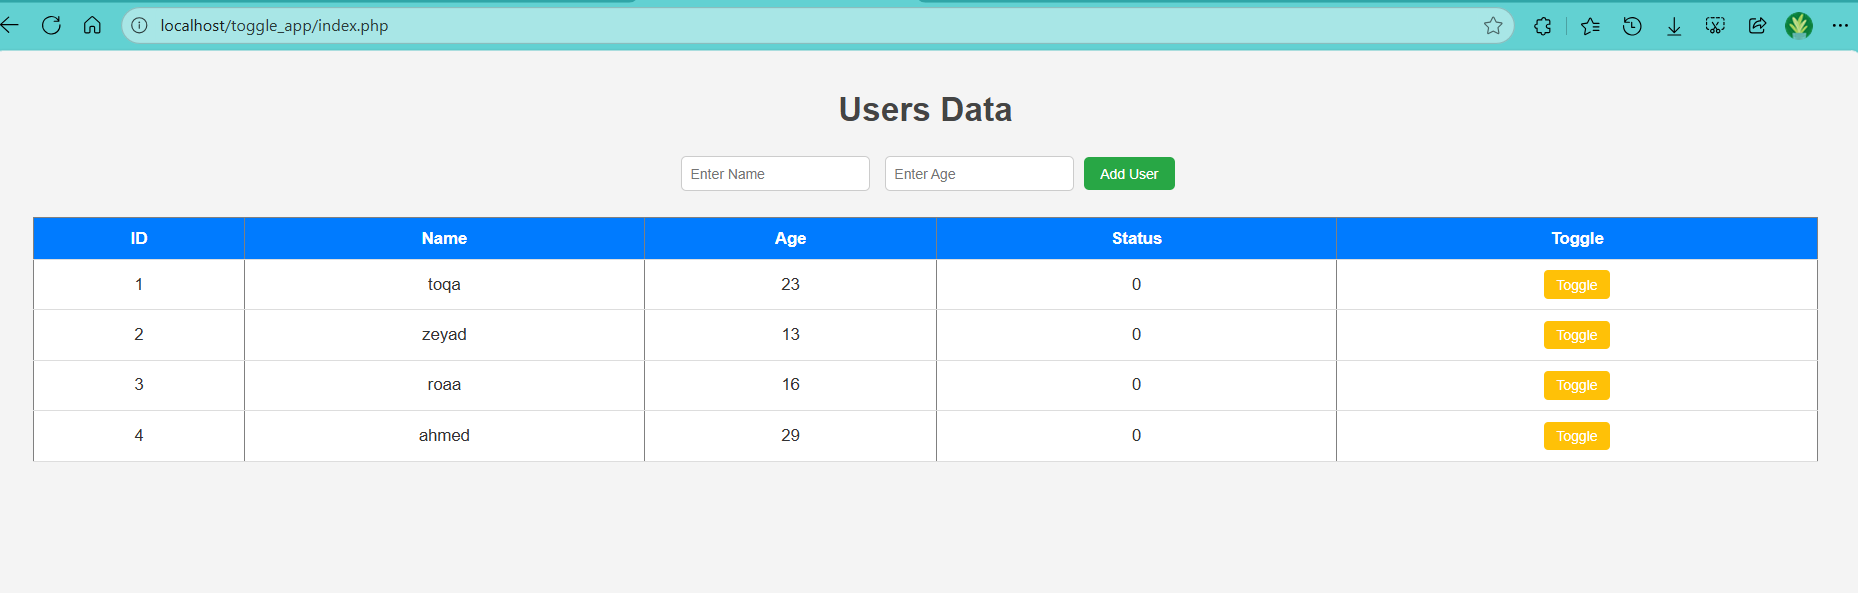 localhost/toggle_app/index.php
Users Data
Enter Name Enter Age Add User
ID Name Age Status Toggle
1 toqa 23 0 Toggle
2 zeyad 13 0 Toggle
3 roaa 16 0 Toggle
4 ahmed 29 0 Toggle